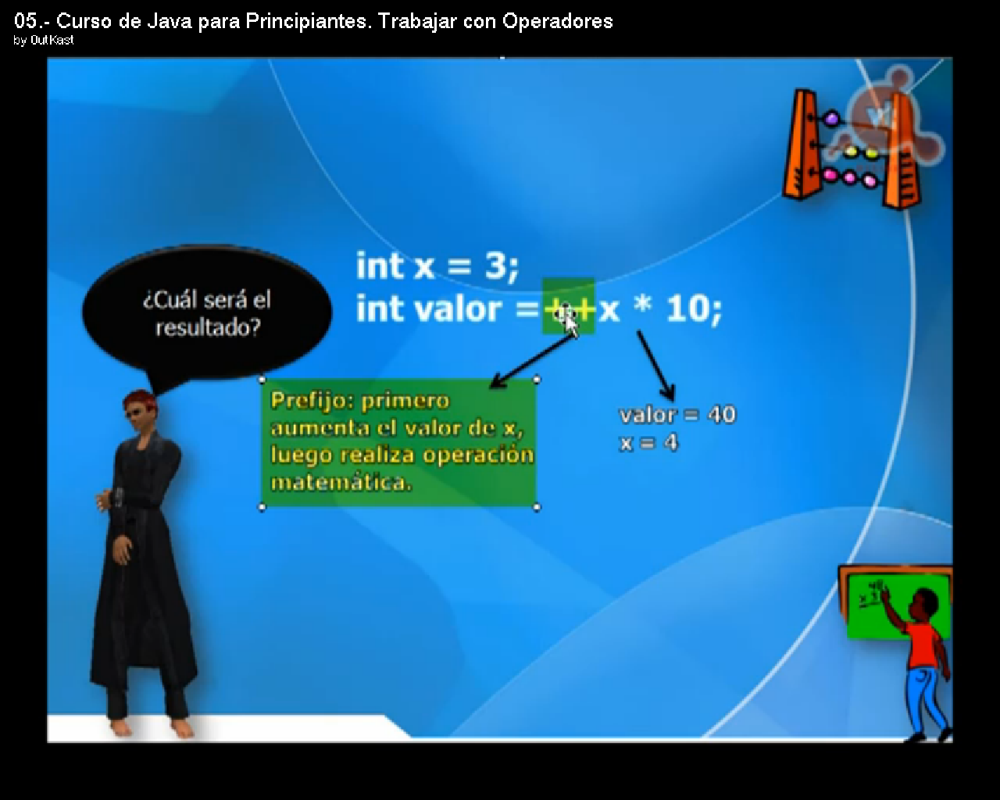 05.- Curso de Java para Principiantes. Trabajar con Operadores
by OutKast
int x = 3;
int valor =++x * 10;
¿Cuál será el
resultado?
Prefijo: primero
aumenta el valor de x,
luego realiza operación
matemática.
valor = 40
x = 4